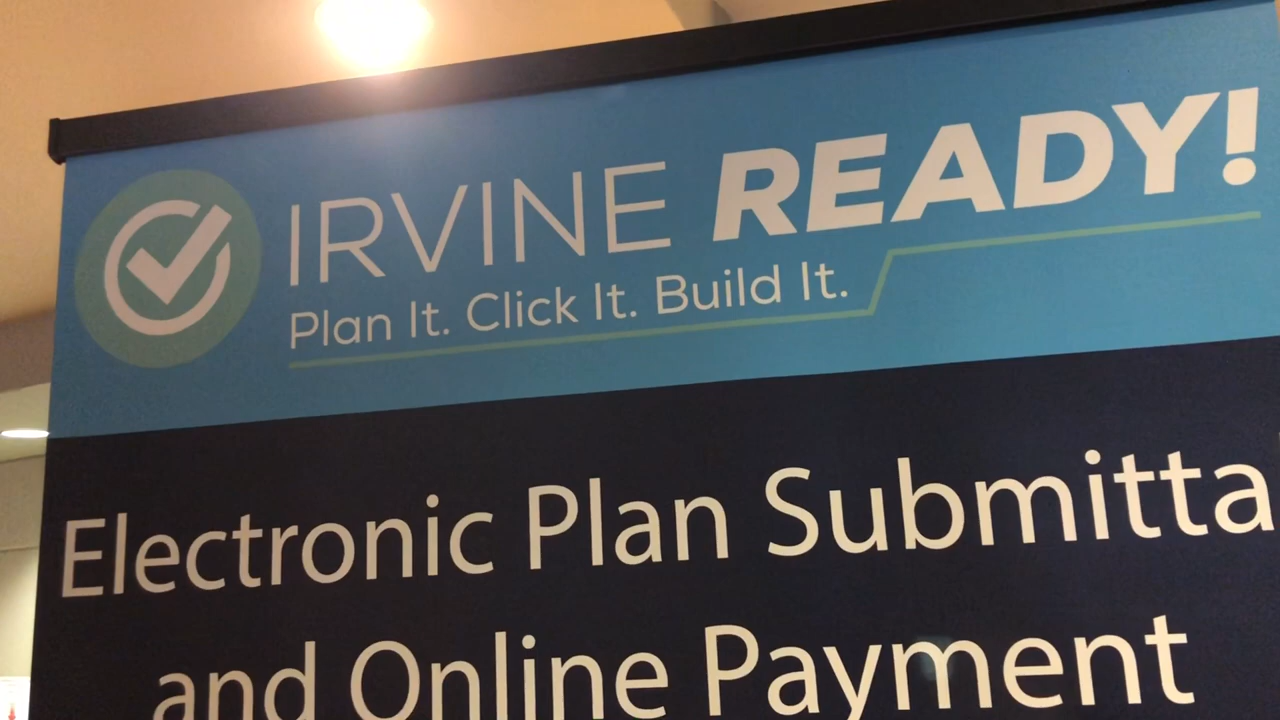 IRVINE READY!
Plan It. Click It. Build It.
Electronic Plan Submitta
and Online Payment